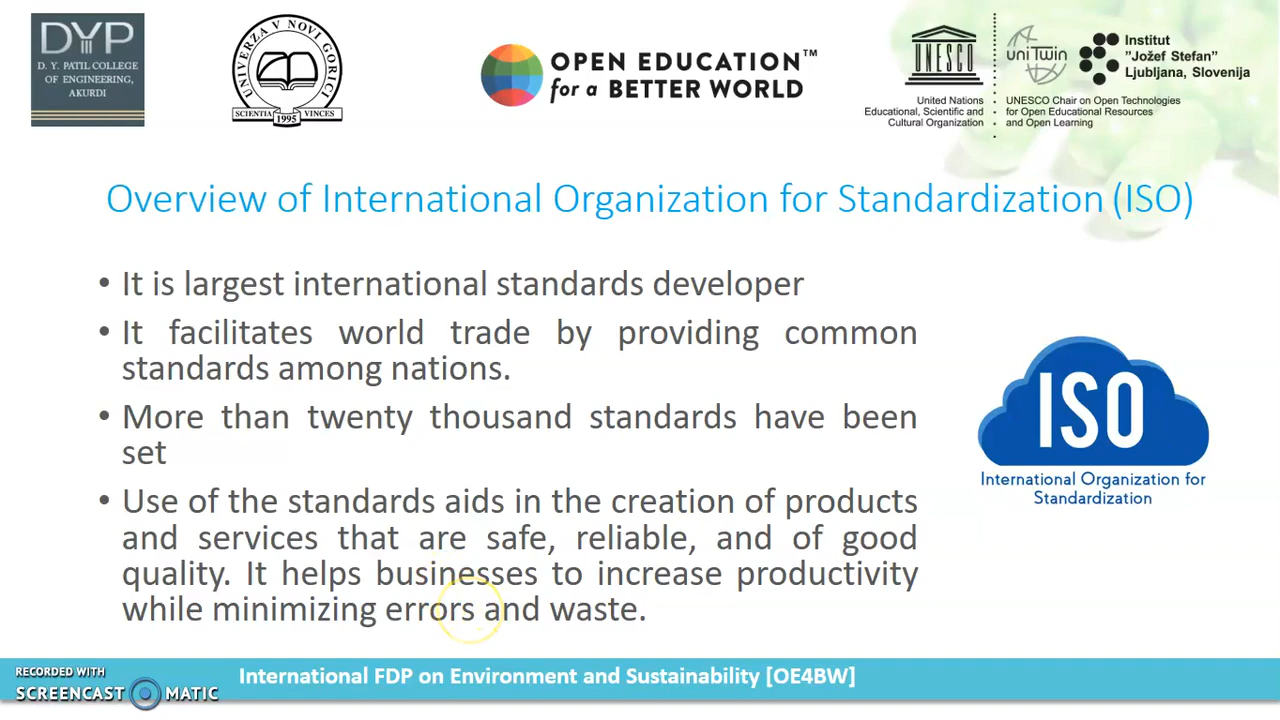 DYP
D. Y. PATIL COLLEGE
OF ENGINEERING,
AKURDI
UNIVERZA V NOVI GORICI
SCIENTIA VINCES
1995
OPEN EDUCATION™
for a BETTER WORLD
UNESCO
United Nations
Educational, Scientific and
Cultural Organization
uniTwin
Institut
"Jožef Stefan"
Ljubljana, Slovenija
UNESCO Chair on Open Technologies
for Open Educational Resources
and Open Learning
Overview of International Organization for Standardization (ISO)
• It is largest international standards developer
• It facilitates world trade by providing common
standards among nations.
• More than twenty thousand standards have been
set
• Use of the standards aids in the creation of products
and services that are safe, reliable, and of good
quality. It helps businesses to increase productivity
while minimizing errors and waste.
ISO
International Organization for
Standardization
RECORDED WITH
SCREENCAST MATIC
International FDP on Environment and Sustainability [OE4BW]